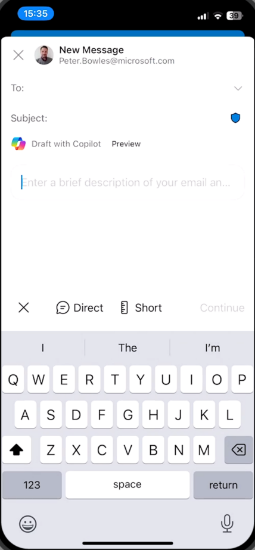 15:35
39
New Message
Peter.Bowles@microsoft.com
To:
Subject:
Draft with Copilot Preview
Enter a brief description of your email an...
Direct Short Continue
I The I'm
Q W E R T Y U I O P
A S D F G H J K L
Z X C V B N M
123 space return